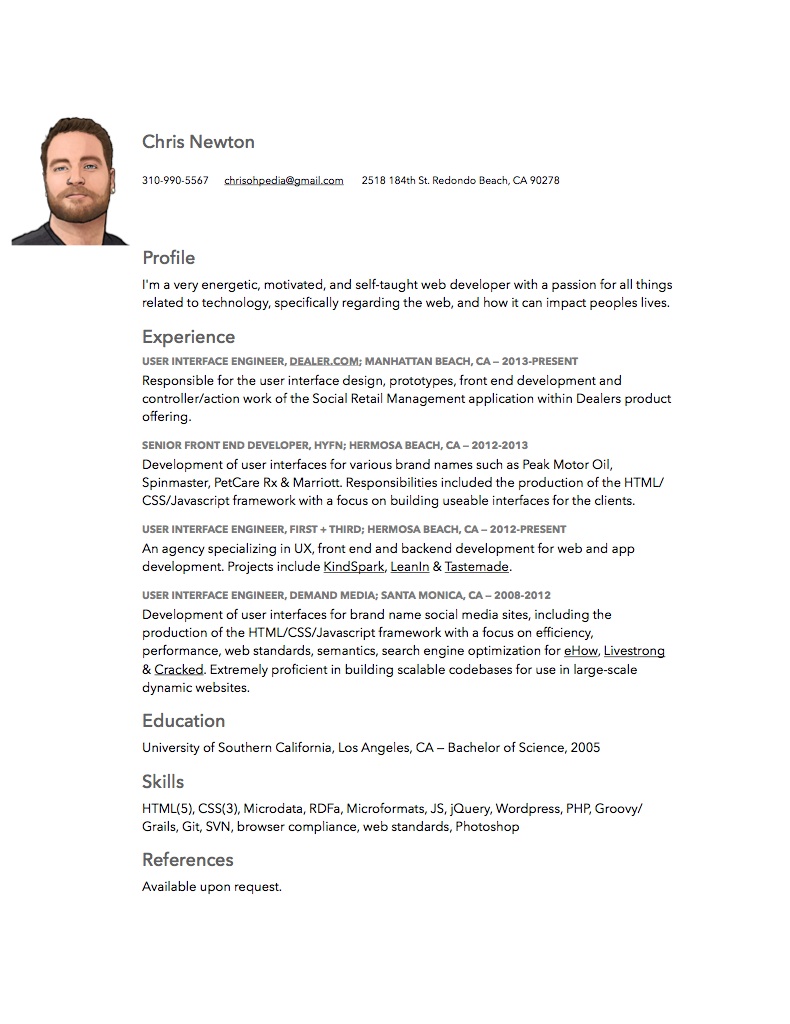 Chris Newton
310-990-5567 chrisohpedia@gmail.com 2518 184th St. Redondo Beach, CA 90278
Profile
I'm a very energetic, motivated, and self-taught web developer with a passion for all things
related to technology, specifically regarding the web, and how it can impact peoples lives.
Experience
USER INTERFACE ENGINEER, DEALER.COM; MANHATTAN BEACH, CA – 2013-PRESENT
Responsible for the user interface design, prototypes, front end development and
controller/action work of the Social Retail Management application within Dealers product
offering.
SENIOR FRONT END DEVELOPER, HYFN; HERMOSA BEACH, CA – 2012-2013
Development of user interfaces for various brand names such as Peak Motor Oil,
Spinmaster, PetCare Rx & Marriott. Responsibilities included the production of the HTML/
CSS/Javascript framework with a focus on building useable interfaces for the clients.
USER INTERFACE ENGINEER, FIRST + THIRD; HERMOSA BEACH, CA – 2012-PRESENT
An agency specializing in UX, front end and backend development for web and app
development. Projects include KindSpark, LeanIn & Tastemade.
USER INTERFACE ENGINEER, DEMAND MEDIA; SANTA MONICA, CA – 2008-2012
Development of user interfaces for brand name social media sites, including the
production of the HTML/CSS/Javascript framework with a focus on efficiency,
performance, web standards, semantics, search engine optimization for eHow, Livestrong
& Cracked. Extremely proficient in building scalable codebases for use in large-scale
dynamic websites.
Education
University of Southern California, Los Angeles, CA – Bachelor of Science, 2005
Skills
HTML(5), CSS(3), Microdata, RDFa, Microformats, JS, jQuery, Wordpress, PHP, Groovy/
Grails, Git, SVN, browser compliance, web standards, Photoshop
References
Available upon request.